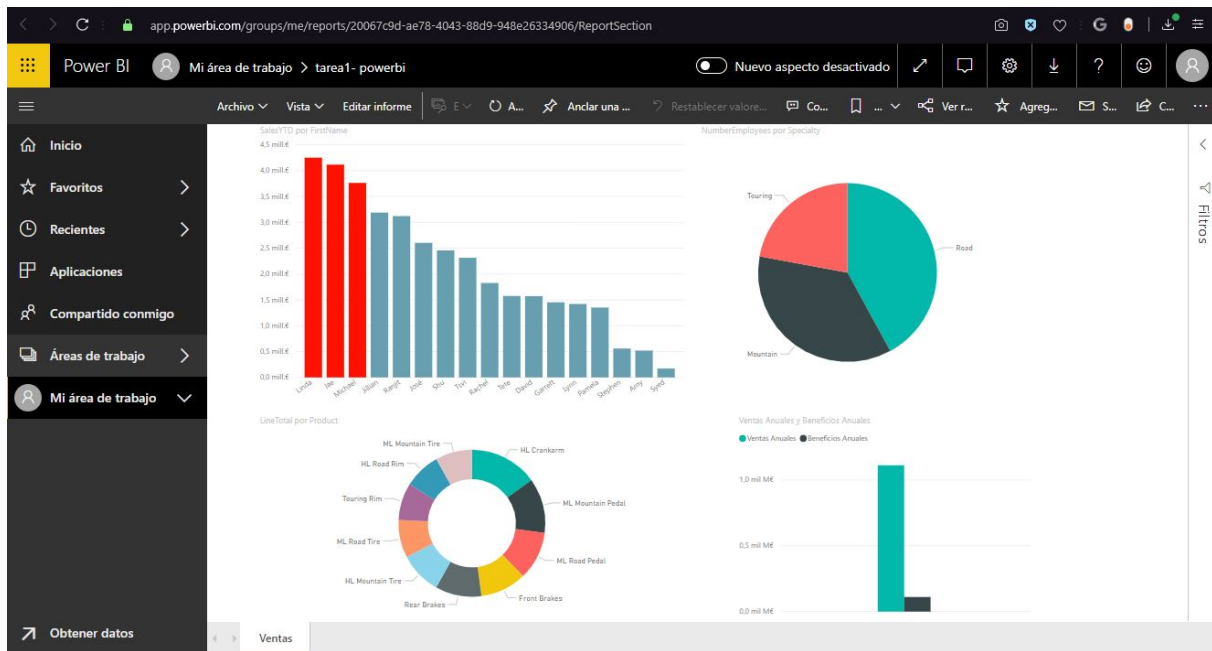 app.powerbi.com/groups/me/reports/20067c9d-ae78-4043-88d9-948e26334906/ReportSection
Power BI
Mi área de trabajo > tarea1- powerbi
Nuevo aspecto desactivado
Archivo
Vista
Editar informe
E
A...
Anclar una ...
Restablecer valore...
Co...
...
Ver r...
Agreg...
S...
C...
...
Inicio
Favoritos
Recientes
Aplicaciones
Compartido conmigo
Áreas de trabajo
Mi área de trabajo
Obtener datos
SalesYTD por FirstName
4,5 mill.€
4,0 mill.€
3,5 mill.€
3,0 mill.€
2,5 mill.€
2,0 mill.€
1,5 mill.€
1,0 mill.€
0,5 mill.€
0,0 mill.€
Linda
Jae
Michael
Jillian
Ranjit
José
Shu
Tsvi
Rachel
Tete
David
Garrett
Lynn
Pamela
Stephen
Amy
Syed
NumberEmployees por Specialty
Touring
Road
Mountain
LineTotal por Product
ML Mountain Tire
HL Crankarm
HL Road Rim
Touring Rim
ML Mountain Pedal
ML Road Tire
ML Road Pedal
HL Mountain Tire
Front Brakes
Rear Brakes
Ventas Anuales y Beneficios Anuales
Ventas Anuales
Beneficios Anuales
1,0 mil M€
0,5 mil M€
0,0 mil M€
Filtros
Ventas